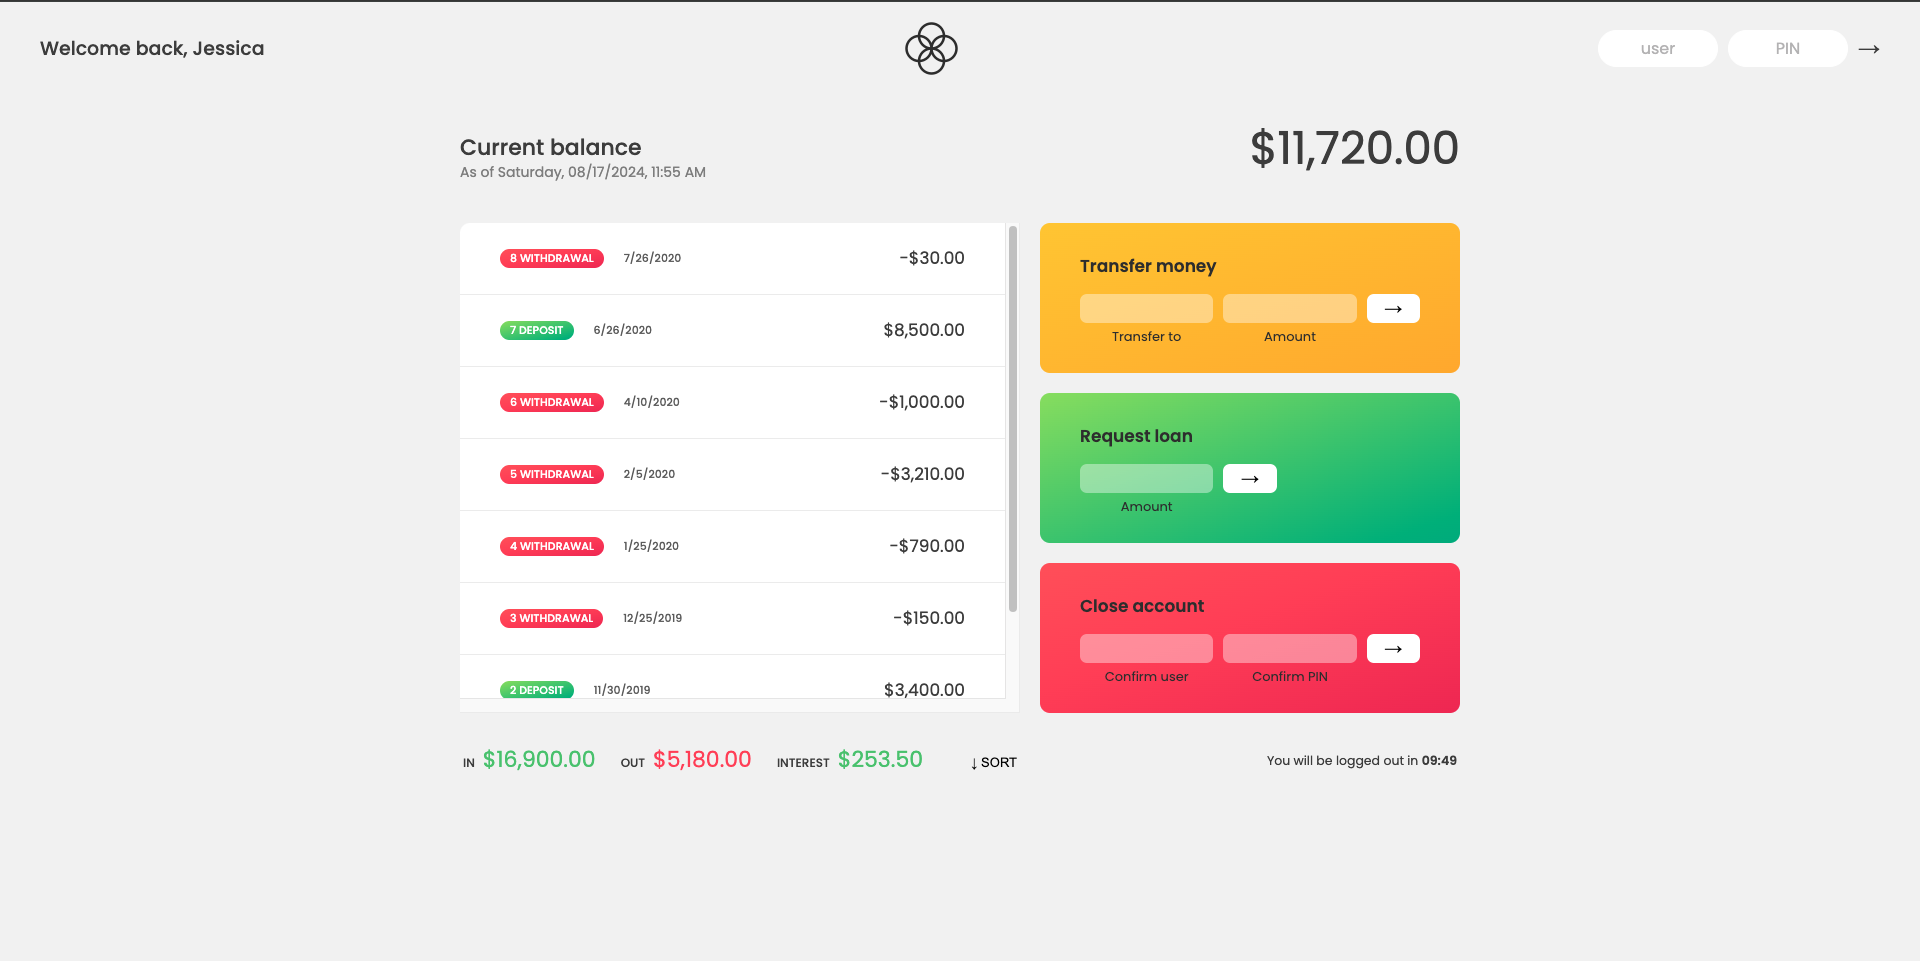 Welcome back, Jessica
user
PIN
→
Current balance
As of Saturday, 08/17/2024, 11:55 AM
$11,720.00
8 WITHDRAWAL 7/26/2020 -$30.00
7 DEPOSIT 6/26/2020 $8,500.00
6 WITHDRAWAL 4/10/2020 -$1,000.00
5 WITHDRAWAL 2/5/2020 -$3,210.00
4 WITHDRAWAL 1/25/2020 -$790.00
3 WITHDRAWAL 12/25/2019 -$150.00
2 DEPOSIT 11/30/2019 $3,400.00
Transfer money
→
Transfer to Amount
Request loan
→
Amount
Close account
→
Confirm user Confirm PIN
IN $16,900.00 OUT $5,180.00 INTEREST $253.50 ↓ SORT
You will be logged out in 09:49